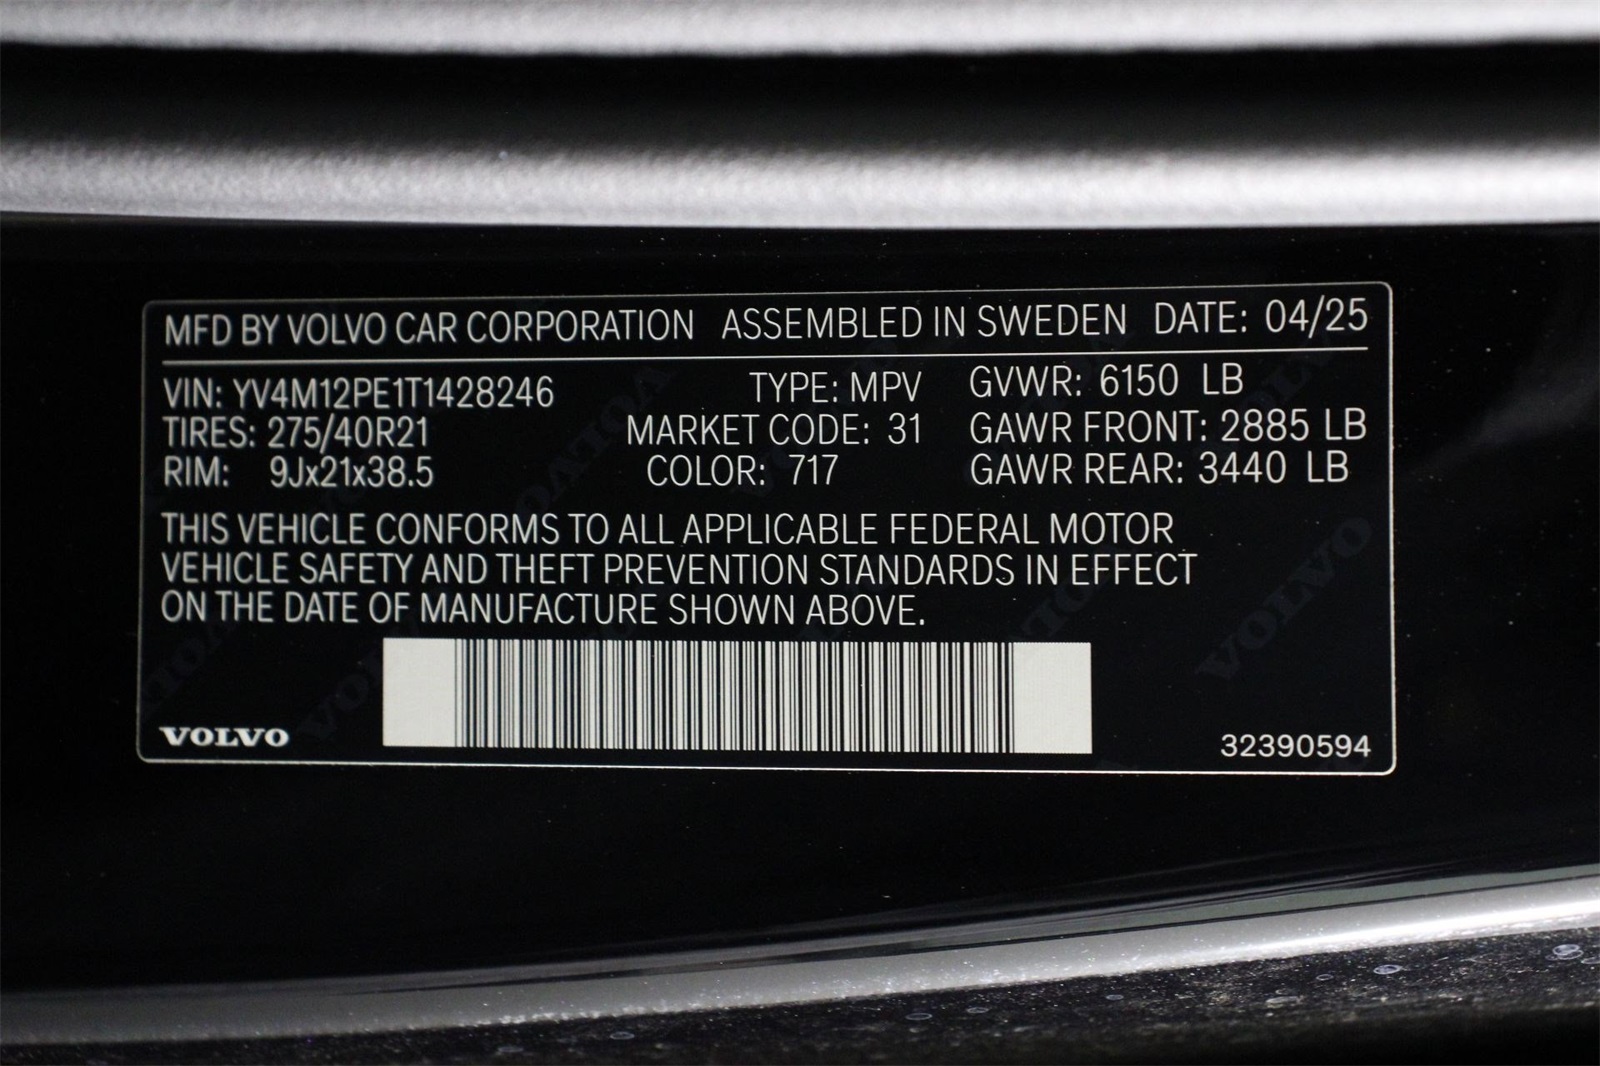 MFD BY VOLVO CAR CORPORATION ASSEMBLED IN SWEDEN DATE: 04/25
VIN: YV4M12PE1T1428246 TYPE: MPV GVWR: 6150 LB
TIRES: 275/40R21 MARKET CODE: 31 GAWR FRONT: 2885 LB
RIM: 9Jx21x38.5 COLOR: 717 GAWR REAR: 3440 LB
THIS VEHICLE CONFORMS TO ALL APPLICABLE FEDERAL MOTOR
VEHICLE SAFETY AND THEFT PREVENTION STANDARDS IN EFFECT
ON THE DATE OF MANUFACTURE SHOWN ABOVE.
VOLVO
32390594